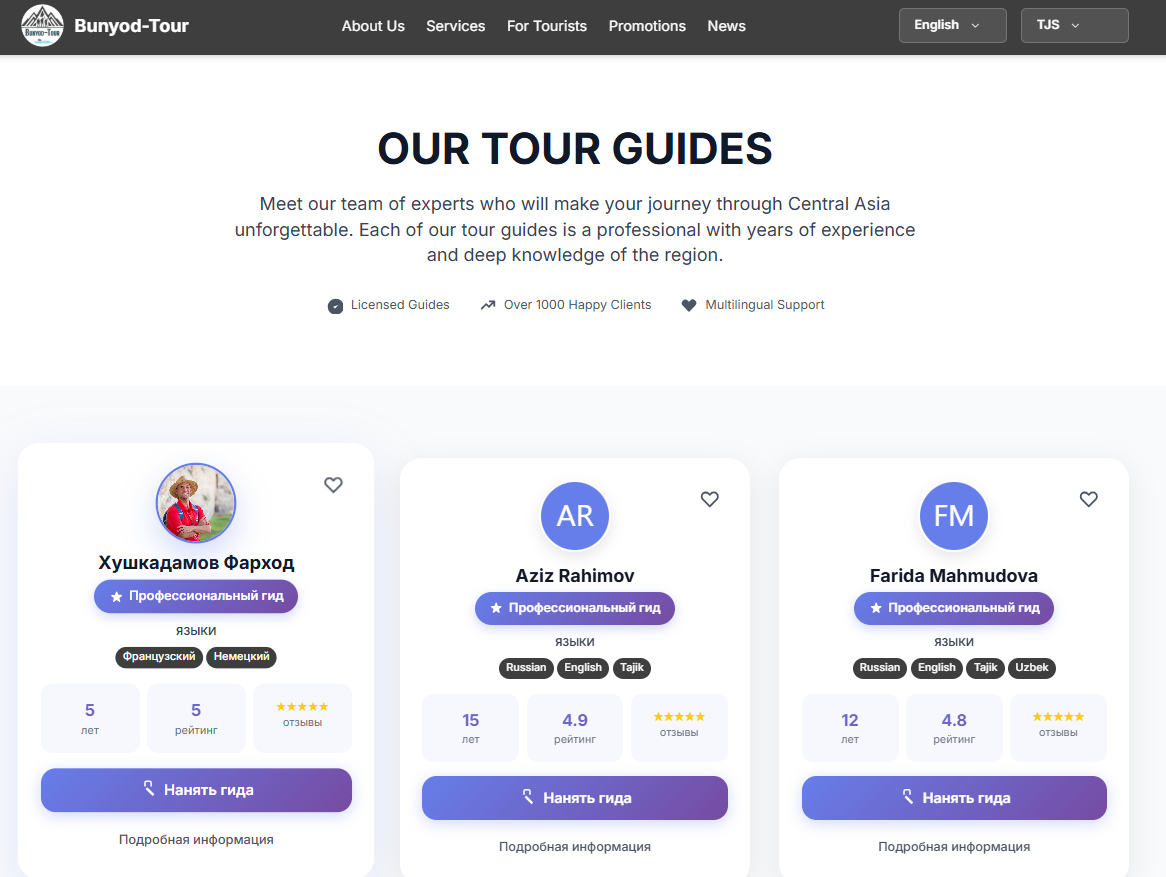 BUNYOD-TOUR
Bunyod-Tour
About Us
Services
For Tourists
Promotions
News
English
TJS
OUR TOUR GUIDES
Meet our team of experts who will make your journey through Central Asia
unforgettable. Each of our tour guides is a professional with years of experience
and deep knowledge of the region.
Licensed Guides
Over 1000 Happy Clients
Multilingual Support
Хушкадамов Фарход
Профессиональный гид
языки
Французский
Немецкий
5
лет
5
рейтинг
★★★★★
отзывы
Нанять гида
Подробная информация
AR
Aziz Rahimov
Профессиональный гид
языки
Russian
English
Tajik
15
лет
4.9
рейтинг
★★★★★
отзывы
Нанять гида
Подробная информация
FM
Farida Mahmudova
Профессиональный гид
языки
Russian
English
Tajik
Uzbek
12
лет
4.8
рейтинг
★★★★★
отзывы
Нанять гида
Подробная информация